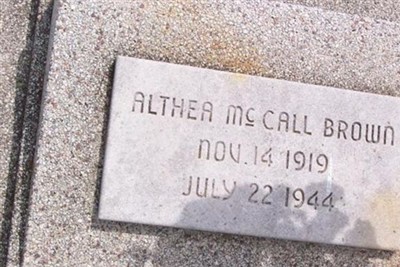 ALTHEA McCALL BROWN
NOV. 14 1919
JULY 22 1944